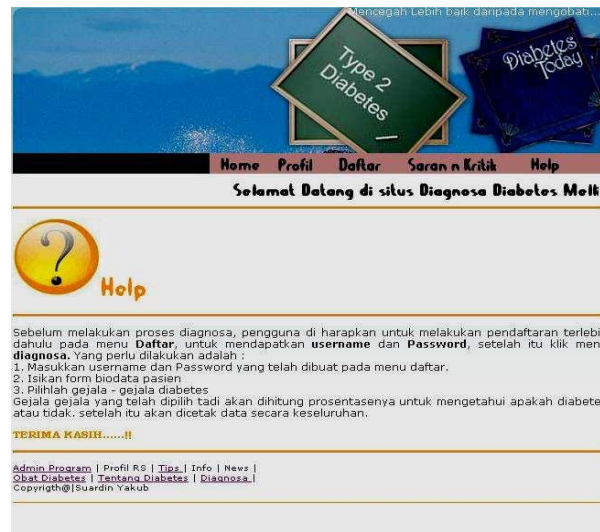 Mencegah Lebih baik daripada mengobati...
Type 2
Diabetes
Diabetes
Today
Home Profil Daftar Saran n Kritik Help
Selamat Datang di situs Diagnosa Diabetes Melk
?
Help
Sebelum melakukan proses diagnosa, pengguna di harapkan untuk melakukan pendaftaran terlebi
dahulu pada menu Daftar, untuk mendapatkan username dan Password, setelah itu klik men
diagnosa. Yang perlu dilakukan adalah :
1. Masukkan username dan Password yang telah dibuat pada menu daftar.
2. Isikan form biodata pasien
3. Pilihlah gejala - gejala diabetes
Gejala gejala yang telah dipilih tadi akan dihitung prosentasenya untuk mengetahui apakah diabete
atau tidak. setelah itu akan dicetak data secara keseluruhan.
TERIMA KASIH......!!
Admin Program | Profil RS | Tips | Info | News |
Obat Diabetes | Tentang Diabetes | Diagnosa |
Copyrigth@|Suardin Yakub